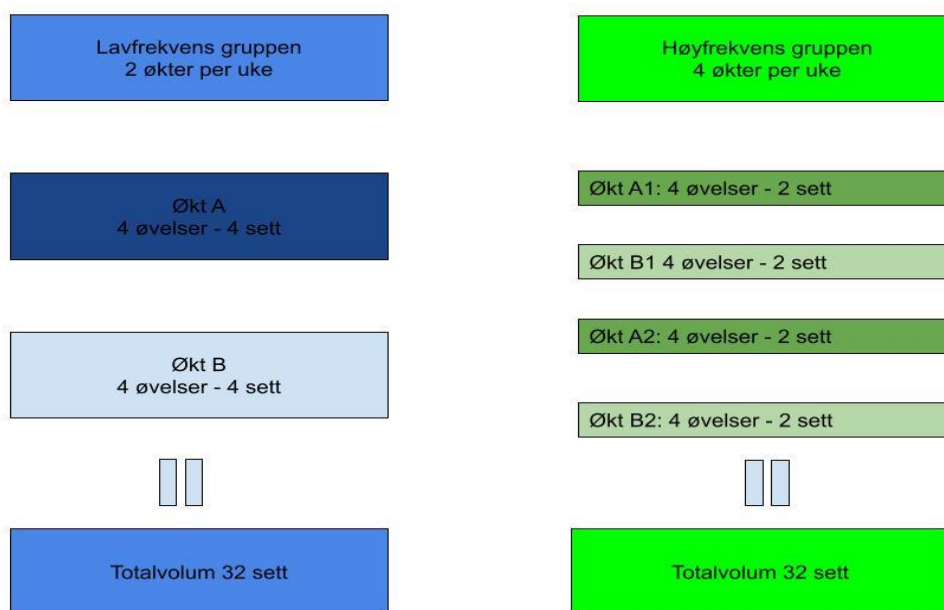 Lavfrekvens gruppen
2 økter per uke
Økt A
4 øvelser - 4 sett
Økt B
4 øvelser - 4 sett
Totalvolum 32 sett
Høyfrekvens gruppen
4 økter per uke
Økt A1: 4 øvelser - 2 sett
Økt B1 4 øvelser - 2 sett
Økt A2: 4 øvelser - 2 sett
Økt B2: 4 øvelser - 2 sett
Totalvolum 32 sett